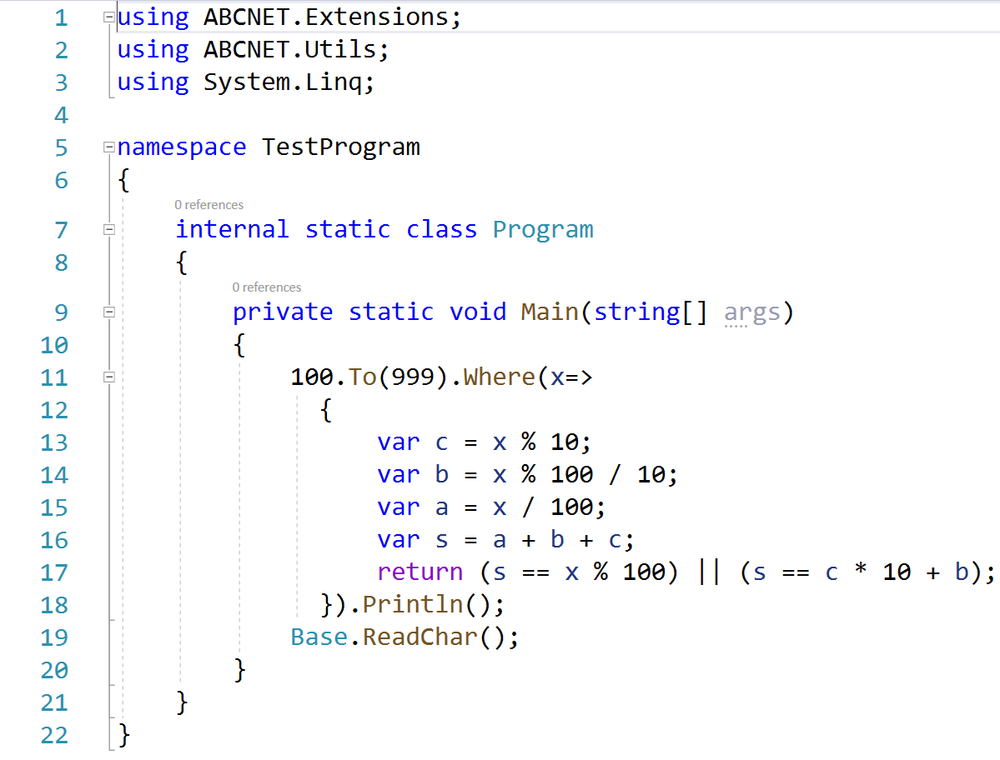 1 using ABCNET.Extensions;
2 using ABCNET.Utils;
3 using System.Linq;
4
5 namespace TestProgram
6 {
0 references
7 internal static class Program
8 {
0 references
9 private static void Main(string[] args)
10 {
11 100.To(999).Where(x=>
12 {
13 var c = x % 10;
14 var b = x % 100 / 10;
15 var a = x / 100;
16 var s = a + b + c;
17 return (s == x % 100) || (s == c * 10 + b);
18 }).Println();
19 Base.ReadChar();
20 }
21 }
22 }